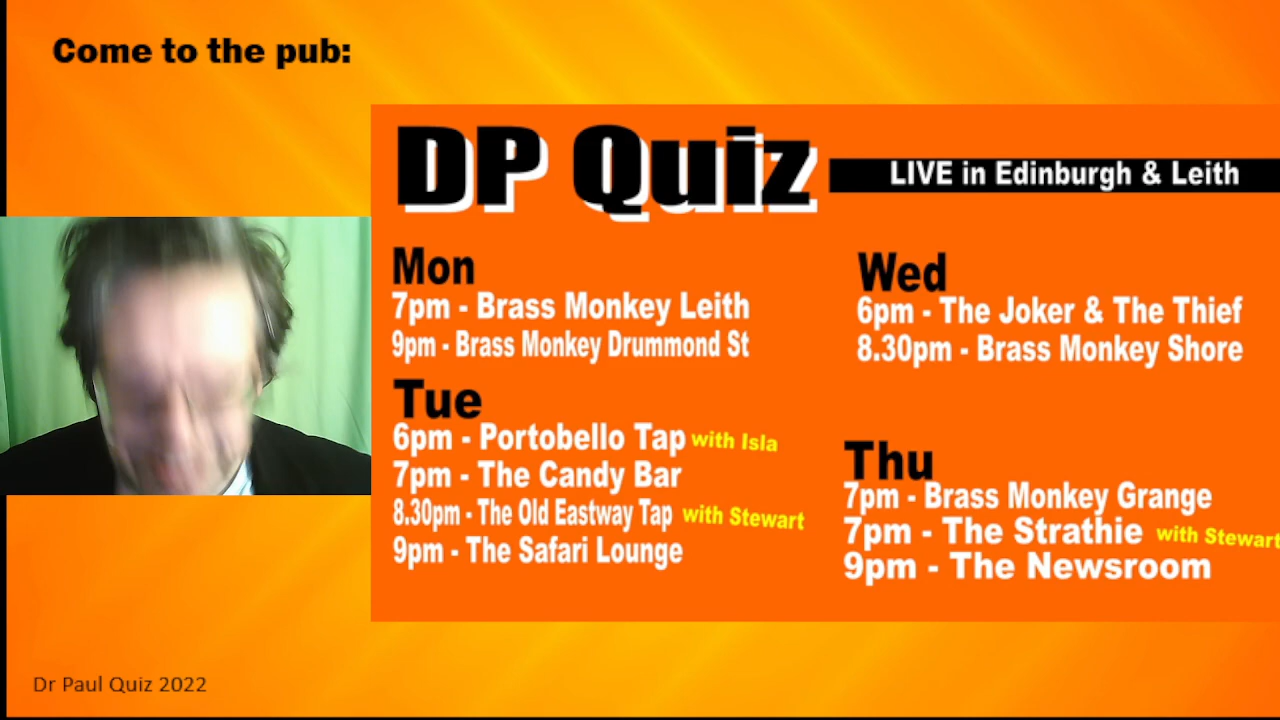 Come to the pub:
DP Quiz
LIVE in Edinburgh & Leith
Mon
7pm - Brass Monkey Leith
9pm - Brass Monkey Drummond St
Tue
6pm - Portobello Tap with Isla
7pm - The Candy Bar
8.30pm - The Old Eastway Tap with Stewart
9pm - The Safari Lounge
Wed
6pm - The Joker & The Thief
8.30pm - Brass Monkey Shore
Thu
7pm - Brass Monkey Grange
7pm - The Strathie with Stewart
9pm - The Newsroom
Dr Paul Quiz 2022